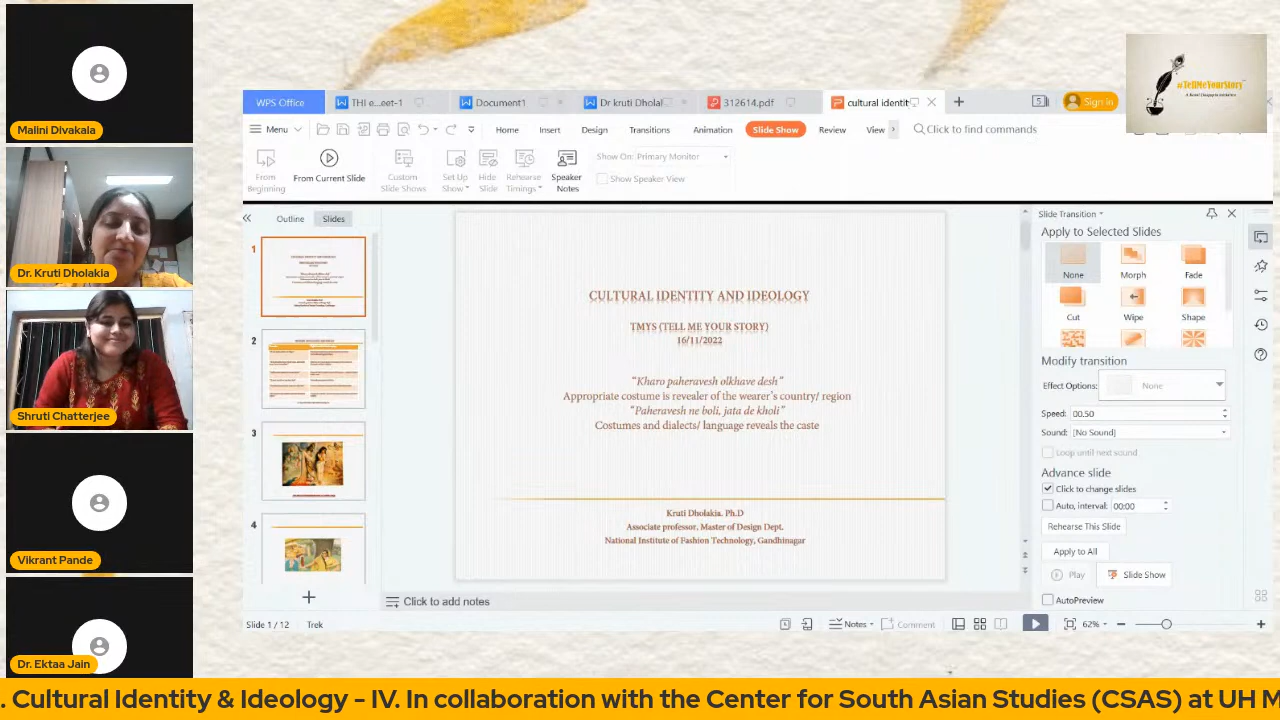 Malini Divakala
Dr. Kruti Dholakia
Shruti Chatterjee
Vikrant Pande
Dr. Ektaa Jain
#TellMeYourStory
WPS Office
THI e...eet-1
Document1
Dr kruti Dholal
312614.pdf
cultural identit
Sign in
Menu
Home
Insert
Design
Transitions
Animation
Slide Show
Review
View
Click to find commands
From Beginning
From Current Slide
Custom Slide Shows
Set Up Show
Hide Slide
Rehearse Timings
Speaker Notes
Show On: Primary Monitor
Show Speaker View
Outline
Slides
1
2
3
4
CULTURAL IDENTITY AND IDEOLOGY
TMYS (TELL ME YOUR STORY)
16/11/2022
"Kharo paheravesh olkhave desh"
Appropriate costume is revealer of the wearer's country/ region
"Paheravesh ne boli, jata de kholi"
Costumes and dialects/ language reveals the caste
Kruti Dholakia. Ph.D
Associate professor, Master of Design Dept.
National Institute of Fashion Technology, Gandhinagar
Slide Transition
Apply to Selected Slides
None
Morph
Fade
Cut
Wipe
Shape
Modify transition
Effect Options:
None
Speed: 00.50
Sound: [No Sound]
Loop until next sound
Advance slide
Click to change slides
Auto, interval: 00:00
Rehearse This Slide
Apply to All
Play
Slide Show
AutoPreview
Click to add notes
Slide 1 / 12
Trek
Notes
Comment
62%
. Cultural Identity & Ideology - IV. In collaboration with the Center for South Asian Studies (CSAS) at UH M